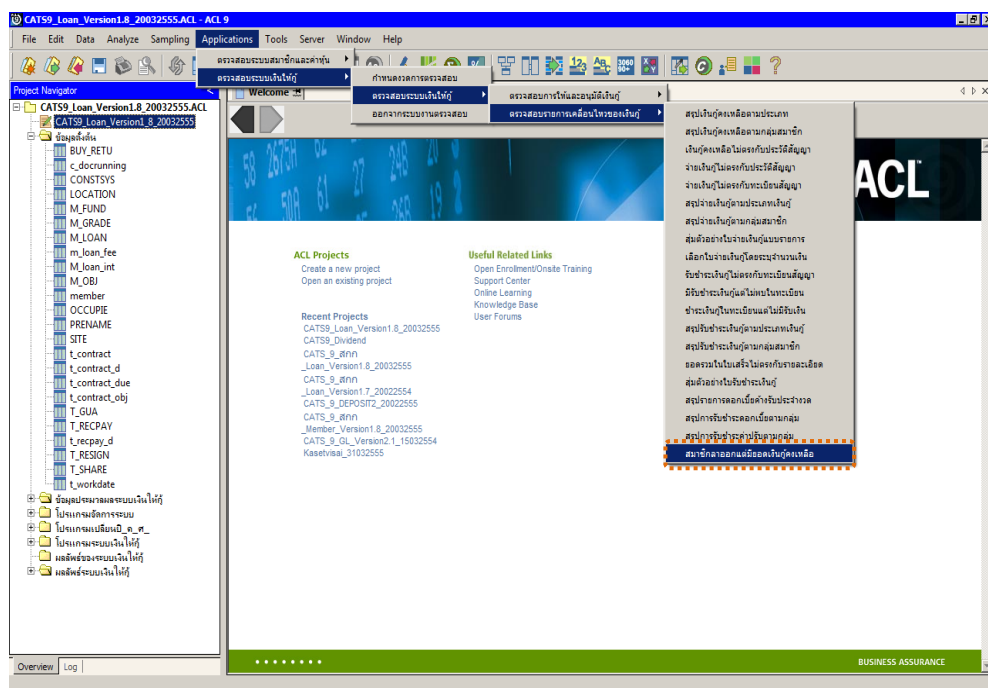 CATS9_Loan_Version1.8_20032555.ACL - ACL 9
File Edit Data Analyze Sampling Applications Tools Server Window Help
ตรวจสอบระบบสมาชิกและค่าหุ้น
ตรวจสอบระบบเงินให้กู้
กำหนดงวดการตรวจสอบ
ตรวจสอบระบบเงินให้กู้
ออกจากระบบงานตรวจสอบ
ตรวจสอบการให้และอนุมัติเงินกู้
ตรวจสอบรายการเคลื่อนไหวของเงินกู้
สรุปเงินกู้คงเหลือตามประเภท
สรุปเงินกู้คงเหลือตามกลุ่มสมาชิก
เงินกู้คงเหลือไม่ตรงกับประวัติสัญญา
จ่ายเงินกู้ไม่ตรงกับประวัติสัญญา
จ่ายเงินกู้ไม่ตรงกับทะเบียนสัญญา
สรุปจ่ายเงินกู้ตามประเภทเงินกู้
สรุปจ่ายเงินกู้ตามกลุ่มสมาชิก
สุ่มตัวอย่างใบจ่ายเงินกู้แบบรายการ
เลือกใบจ่ายเงินกู้โดยระบุจำนวนเงิน
รับชำระเงินกู้ไม่ตรงกับทะเบียนสัญญา
มีรับชำระเงินกู้แต่ไม่พบในทะเบียน
ชำระเงินกู้ในทะเบียนแต่ไม่มีรับเงิน
สรุปรับชำระเงินกู้ตามประเภทเงินกู้
สรุปรับชำระเงินกู้ตามกลุ่มสมาชิก
ยอดรวมในใบเสร็จไม่ตรงกับรายละเอียด
สุ่มตัวอย่างใบรับชำระเงินกู้
สรุปรายการดอกเบี้ยค้างรับประจำงวด
สรุปการรับชำระดอกเบี้ยตามกลุ่ม
สรุปการรับชำระค่าปรับตามกลุ่ม
สมาชิกลาออกแต่มียอดเงินกู้คงเหลือ
Project Navigator
CATS9_Loan_Version1.8_20032555.ACL
CATS9_Loan_Version1_8_20032555
ข้อมูลตั้งต้น
BUY_RETU
c_docrunning
CONSTSYS
LOCATION
M_FUND
M_GRADE
M_LOAN
m_loan_fee
M_loan_int
M_OBJ
member
OCCUPIE
PRENAME
SITE
t_contract
t_contract_d
t_contract_due
t_contract_obj
T_GUA
T_RECPAY
t_recpay_d
T_RESIGN
T_SHARE
t_workdate
ข้อมูลประมวลผลระบบเงินให้กู้
โปรแกรมจัดการระบบ
โปรแกรมเปลี่ยนปี_ค_ศ_
โปรแกรมระบบเงินให้กู้
ผลลัพธ์ของระบบเงินให้กู้
ผลลัพธ์ระบบเงินให้กู้
Overview Log
Welcome
ACL
ACL Projects
Create a new project
Open an existing project
Recent Projects
CATS9_Loan_Version1.8_20032555
CATS9_Dividend
CATS_9_สกก
_Loan_Version1.8_20032555
CATS_9_สกก
_Loan_Version1.7_20022554
CATS_9_DEPOSIT2_20022555
CATS_9_สกก
_Member_Version1.8_20032555
CATS_9_GL_Version2.1_15032554
Kasetvisai_31032555
Useful Related Links
Open Enrollment/Onsite Training
Support Center
Online Learning
Knowledge Base
User Forums
BUSINESS ASSURANCE